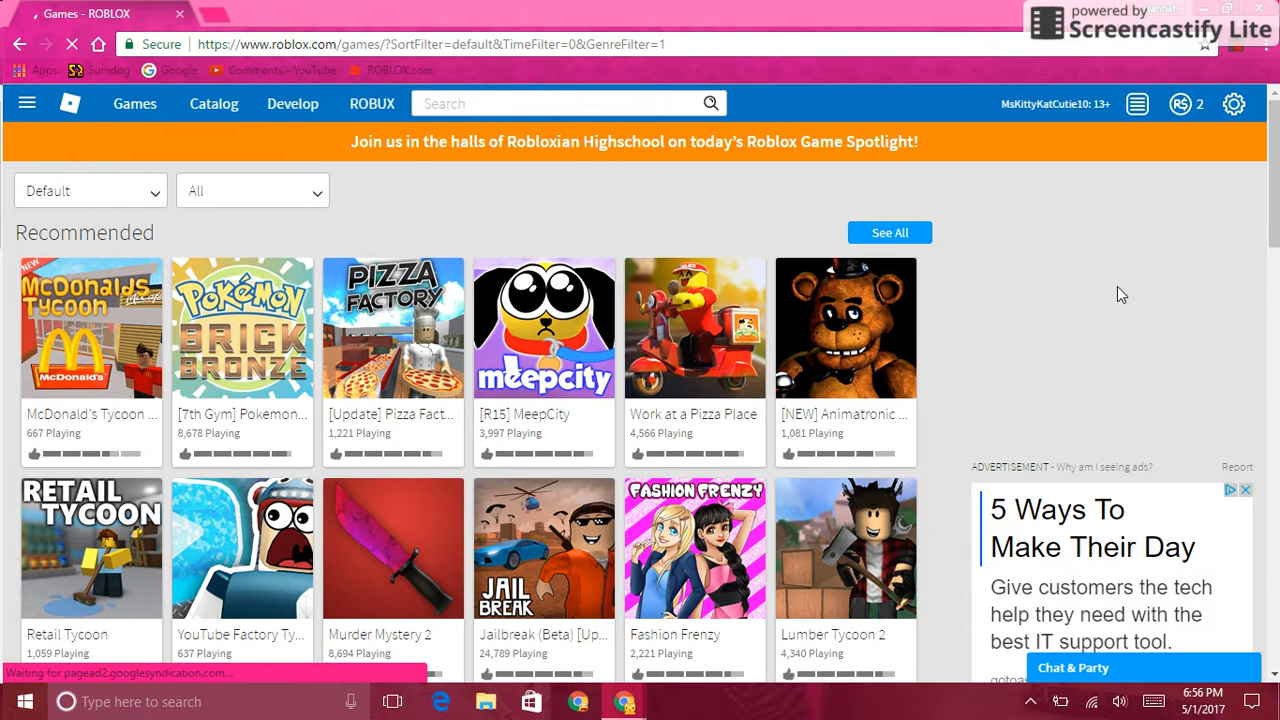 Games - ROBLOX
Hannah
powered by
Screencastify Lite
Secure
https://www.roblox.com/games/?SortFilter=default&TimeFilter=0&GenreFilter=1
Apps
Sumdog
Google
Comments - YouTube
ROBLOX.com
Games
Catalog
Develop
ROBUX
Search
MsKittyKatCutie10: 13+
R$ 2
Join us in the halls of Robloxian Highschool on today's Roblox Game Spotlight!
Default
All
Recommended
See All
NEW
McDonalds
Tycoon
McDonald's
POKÉMON
BRICK
BRONZE
PIZZA
FACTORY
meepcity
McDonald's Tycoon ...
[7th Gym] Pokemon...
[Update] Pizza Fact...
[R15] MeepCity
Work at a Pizza Place
[NEW] Animatronic ...
667 Playing
8,678 Playing
1,221 Playing
3,997 Playing
4,566 Playing
1,081 Playing
ADVERTISEMENT - Why am I seeing ads?
Report
RETAIL
TYCOON
JAIL
BREAK
FASHION FRENZY
5 Ways To
Make Their Day
Give customers the tech
help they need with the
best IT support tool.
Retail Tycoon
YouTube Factory Ty...
Murder Mystery 2
Jailbreak (Beta) [Up...
Fashion Frenzy
Lumber Tycoon 2
1,059 Playing
637 Playing
8,694 Playing
24,789 Playing
2,221 Playing
4,340 Playing
Chat & Party
Waiting for pagead2.googlesyndication.com...
Type here to search
6:56 PM
5/1/2017